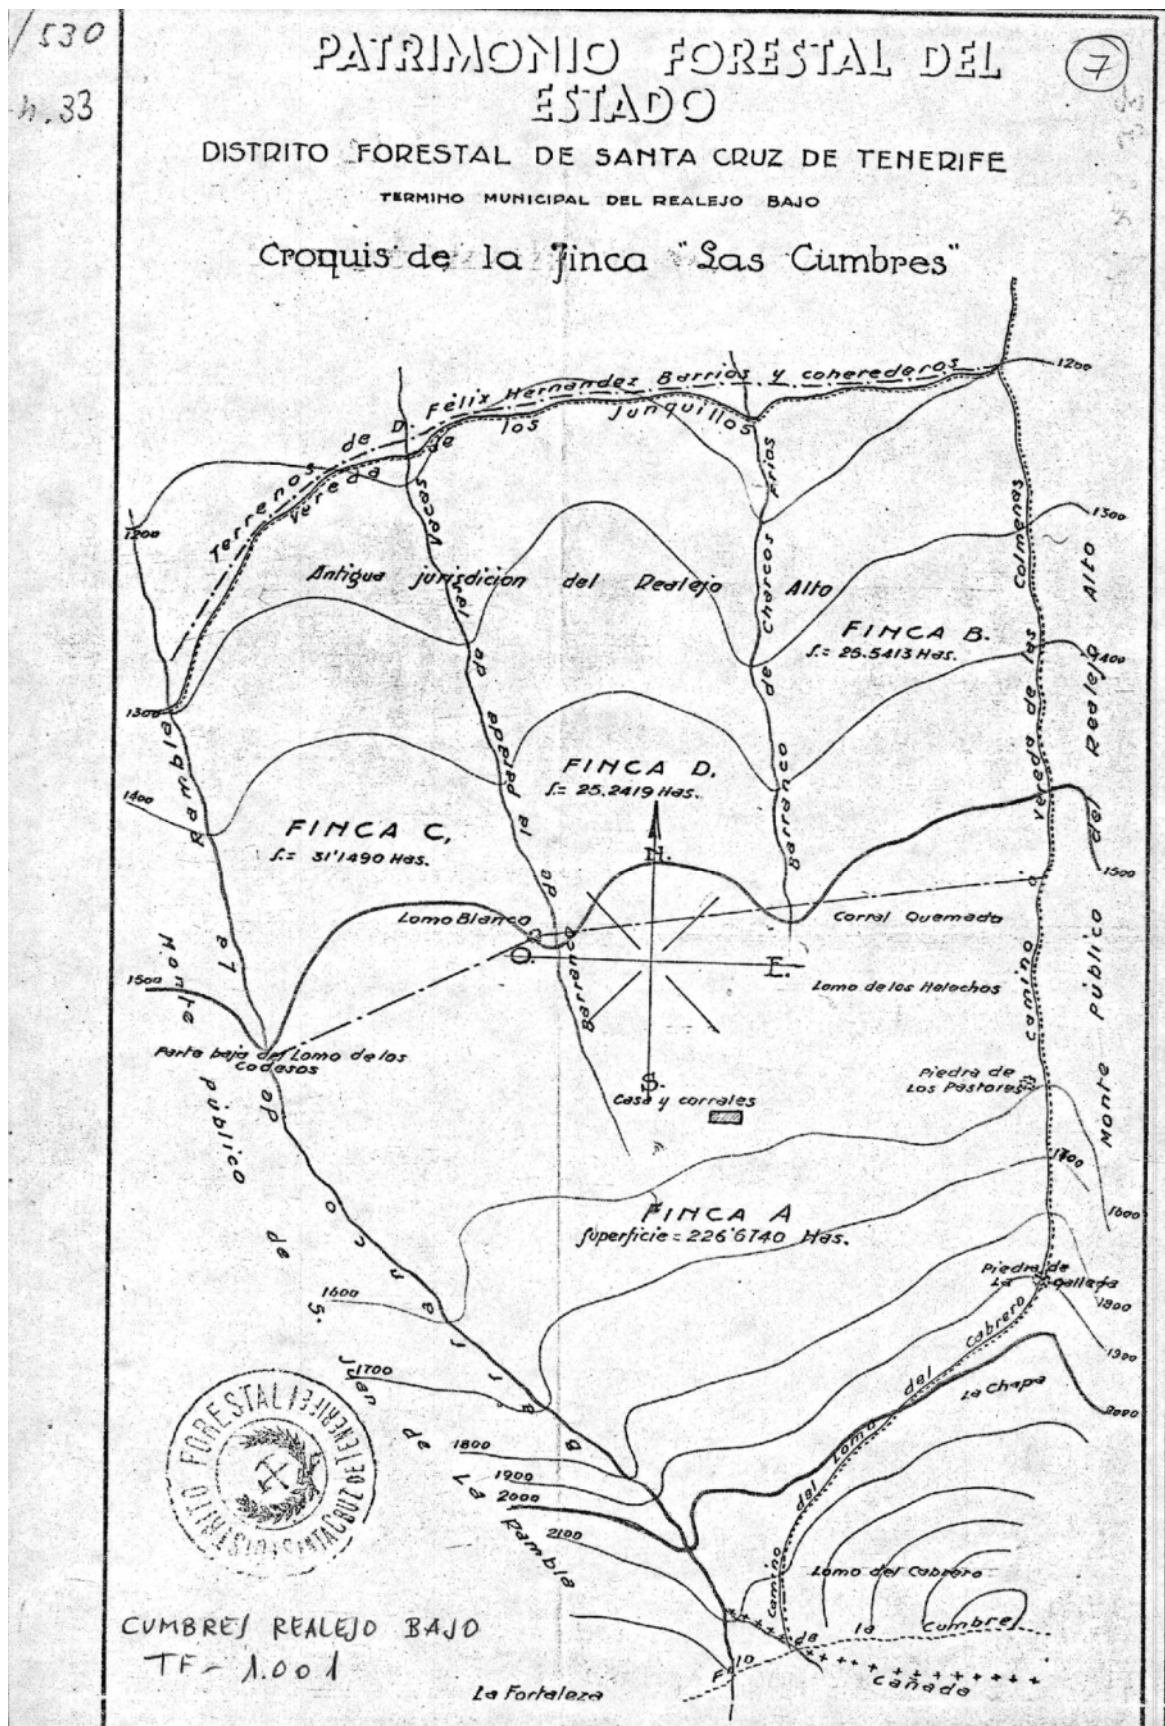 / 530
h.33
7
PATRIMONIO FORESTAL DEL
ESTADO
DISTRITO FORESTAL DE SANTA CRUZ DE TENERIFE
TERMINO MUNICIPAL DEL REALEJO BAJO
Croquis de la Finca "Las Cumbres"
Terrenos de D. Félix Hernandez Barrios y coherederos
1200
Vereda de los Junquillos
1200
Barranco de la parada de las Vacas
Barranco de Charcos Frios
Camino vereda de las Colmenas
1300
Antigua jurisdicion del Realejo Alto
FINCA B.
S.= 25.5413 Has.
1400
Monte público del Realejo Alto
1300
FINCA D.
S.= 25.2419 Has.
1400
FINCA C,
S.= 31'1490 Has.
N.
1500
Lomo Blanco
Corral Quemado
O.
E.
1500
Lomo de los Helechos
Parte baja del Lomo de los
Codesos
Piedra de
Los Pastores
S.
Casa y corrales
Monte público de S. Juan de la Rambla
1700
FINCA A
Superficie = 226'6740 Has.
1600
Piedra de
La Gallega
1600
1800
1900
1700
La Chapa
2000
Camino del Lomo del Cabrero
1800
1900
2000
2100
Lomo del Cabrero
DISTRITO FORESTAL
SANTA CRUZ DE TENERIFE
CUMBRES REALEJO BAJO
TF - 1.001
Filo de la Cumbre
Cañada
La Fortaleza